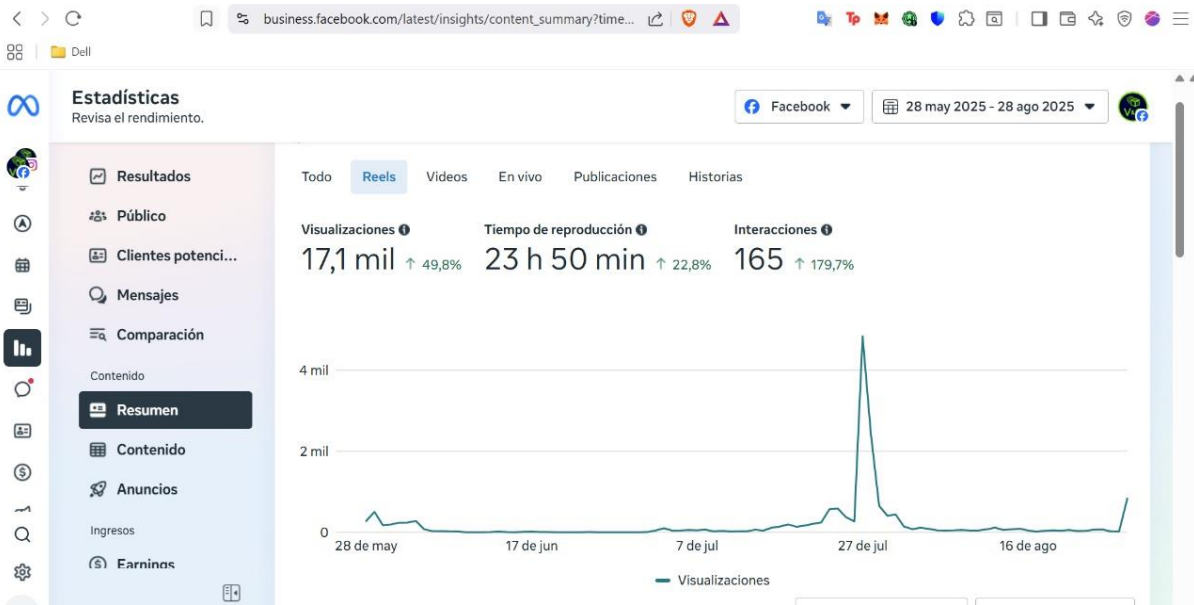 business.facebook.com/latest/insights/content_summary?time...
Dell
Estadísticas
Revisa el rendimiento.
Facebook
28 may 2025 - 28 ago 2025
Resultados
Público
Clientes potenci...
Mensajes
Comparación
Contenido
Resumen
Contenido
Anuncios
Ingresos
Earnings
Todo Reels Videos En vivo Publicaciones Historias
Visualizaciones Tiempo de reproducción Interacciones
17,1 mil ↑ 49,8% 23 h 50 min ↑ 22,8% 165 ↑ 179,7%
4 mil
2 mil
0
28 de may 17 de jun 7 de jul 27 de jul 16 de ago
Visualizaciones